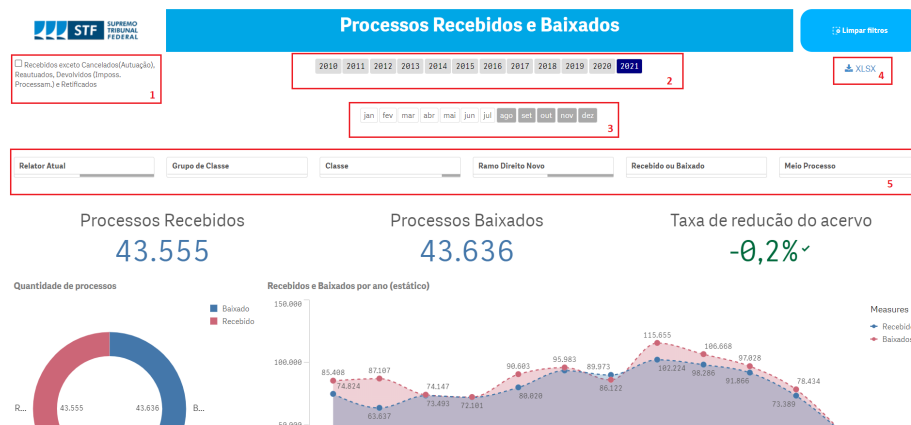 STF SUPREMO TRIBUNAL FEDERAL
Processos Recebidos e Baixados
Limpar filtros
Recebidos exceto Cancelados(Autuação),
Reautuados, Devolvidos (Imposs.
Processam.) e Retificados
1
2010 2011 2012 2013 2014 2015 2016 2017 2018 2019 2020 2021
2
XLSX
4
jan fev mar abr mai jun jul ago set out nov dez
3
Relator Atual Grupo de Classe Classe Ramo Direito Novo Recebido ou Baixado Meio Processo
5
Processos Recebidos Processos Baixados Taxa de redução do acervo
43.555 43.636 -0,2%
Quantidade de processos
Baixado
Recebido
R... 43.555 43.636 B...
Recebidos e Baixados por ano (estático)
150.000
100.000
50.000
85.408 87.107 74.147 90.603 95.983 89.973 115.655 106.668 97.028 78.434
74.824 63.637 73.493 72.101 80.020 86.122 102.224 98.286 91.866 73.389
Measures
Recebido
Baixados